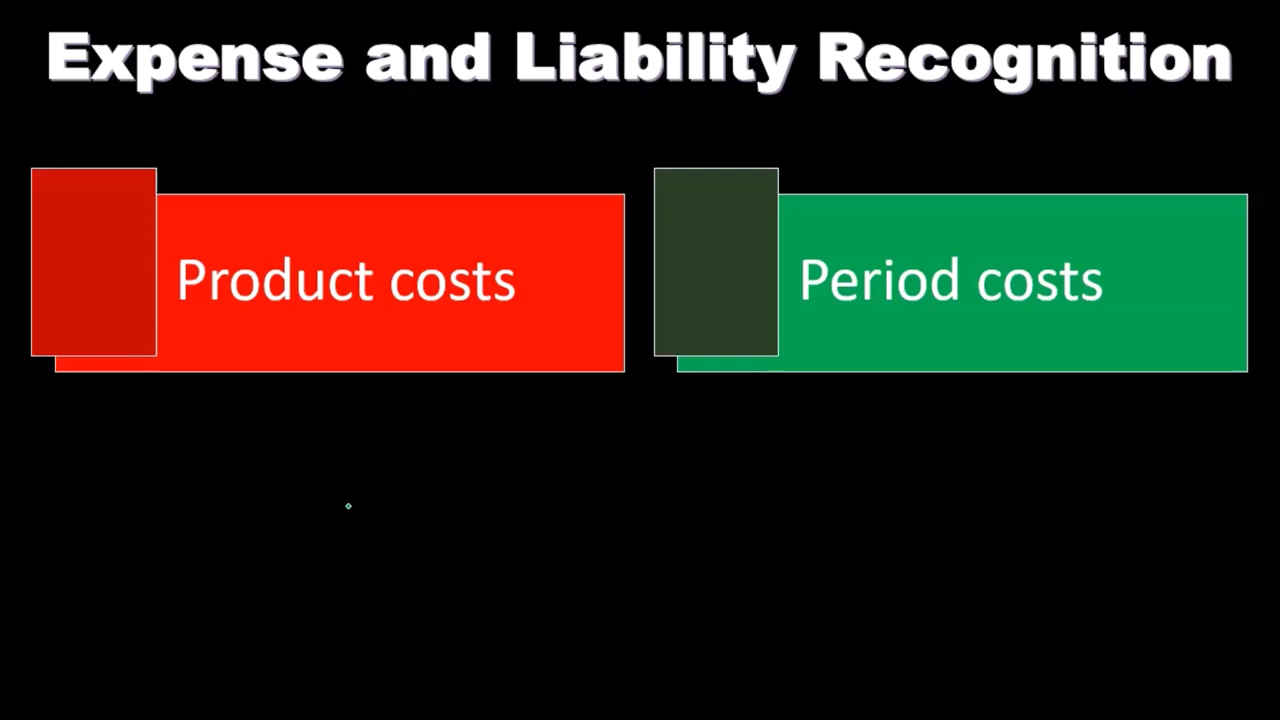 Expense and Liability Recognition
Product costs
Period costs